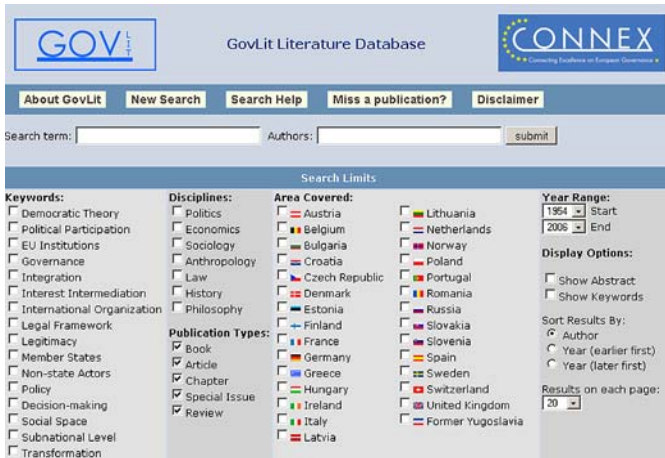 GOV LIT
GovLit Literature Database
CONNEX
Connecting Excellence on European Governance
About GovLit New Search Search Help Miss a publication? Disclaimer
Search term: Authors: submit
Search Limits
Keywords:
Democratic Theory
Political Participation
EU Institutions
Governance
Integration
Interest Intermediation
International Organization
Legal Framework
Legitimacy
Member States
Non-state Actors
Policy
Decision-making
Social Space
Subnational Level
Transformation
Disciplines:
Politics
Economics
Sociology
Anthropology
Law
History
Philosophy
Publication Types:
Book
Article
Chapter
Special Issue
Review
Area Covered:
Austria
Belgium
Bulgaria
Croatia
Czech Republic
Denmark
Estonia
Finland
France
Germany
Greece
Hungary
Ireland
Italy
Latvia
Lithuania
Netherlands
Norway
Poland
Portugal
Romania
Russia
Slovakia
Slovenia
Spain
Sweden
Switzerland
United Kingdom
Former Yugoslavia
Year Range:
1954 Start
2006 End
Display Options:
Show Abstract
Show Keywords
Sort Results By:
Author
Year (earlier first)
Year (later first)
Results on each page:
20